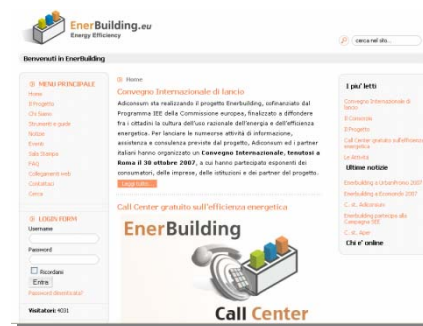 EnerBuilding.eu
Energy Efficiency
cerca nel sito...
Benvenuti in EnerBuilding
MENU PRINCIPALE
Home
Il Progetto
Chi Siamo
Strumenti e guide
Notizie
Eventi
Sala Stampa
FAQ
Collegamenti web
Contattaci
Cerca
LOGIN FORM
Username
Password
Ricordami
Entra
Password dimenticata?
Visitatori: 4031
Home
Convegno Internazionale di lancio
Adiconsum sta realizzando il progetto Enerbuilding, cofinanziato dal
Programma IEE della Commissione europea, finalizzato a diffondere
fra i cittadini la cultura dell'uso razionale dell'energia e dell'efficienza
energetica. Per lanciare le numerose attività di informazione,
assistenza e consulenza previste dal progetto, Adiconsum ed i partner
italiani hanno organizzato un Convegno Internazionale, tenutosi a
Roma il 30 ottobre 2007, a cui hanno partecipato esponenti dei
consumatori, delle imprese, delle istituzioni e dei partner del progetto.
Leggi tutto...
Call Center gratuito sull'efficienza energetica
EnerBuilding
Call Center
I piu' letti
Convegno Internazionale di
lancio
Il Consorzio
Il Progetto
Call Center gratuito sull'efficienza
energetica
Le Attività
Ultime notizie
Enerbuilding a UrbanPromo 2007
Enerbuilding a Ecomondo 2007
C. st. Adiconsum
Enerbuilding partecipa alla
Campagna SEE
C. st. Aper
Chi e' online